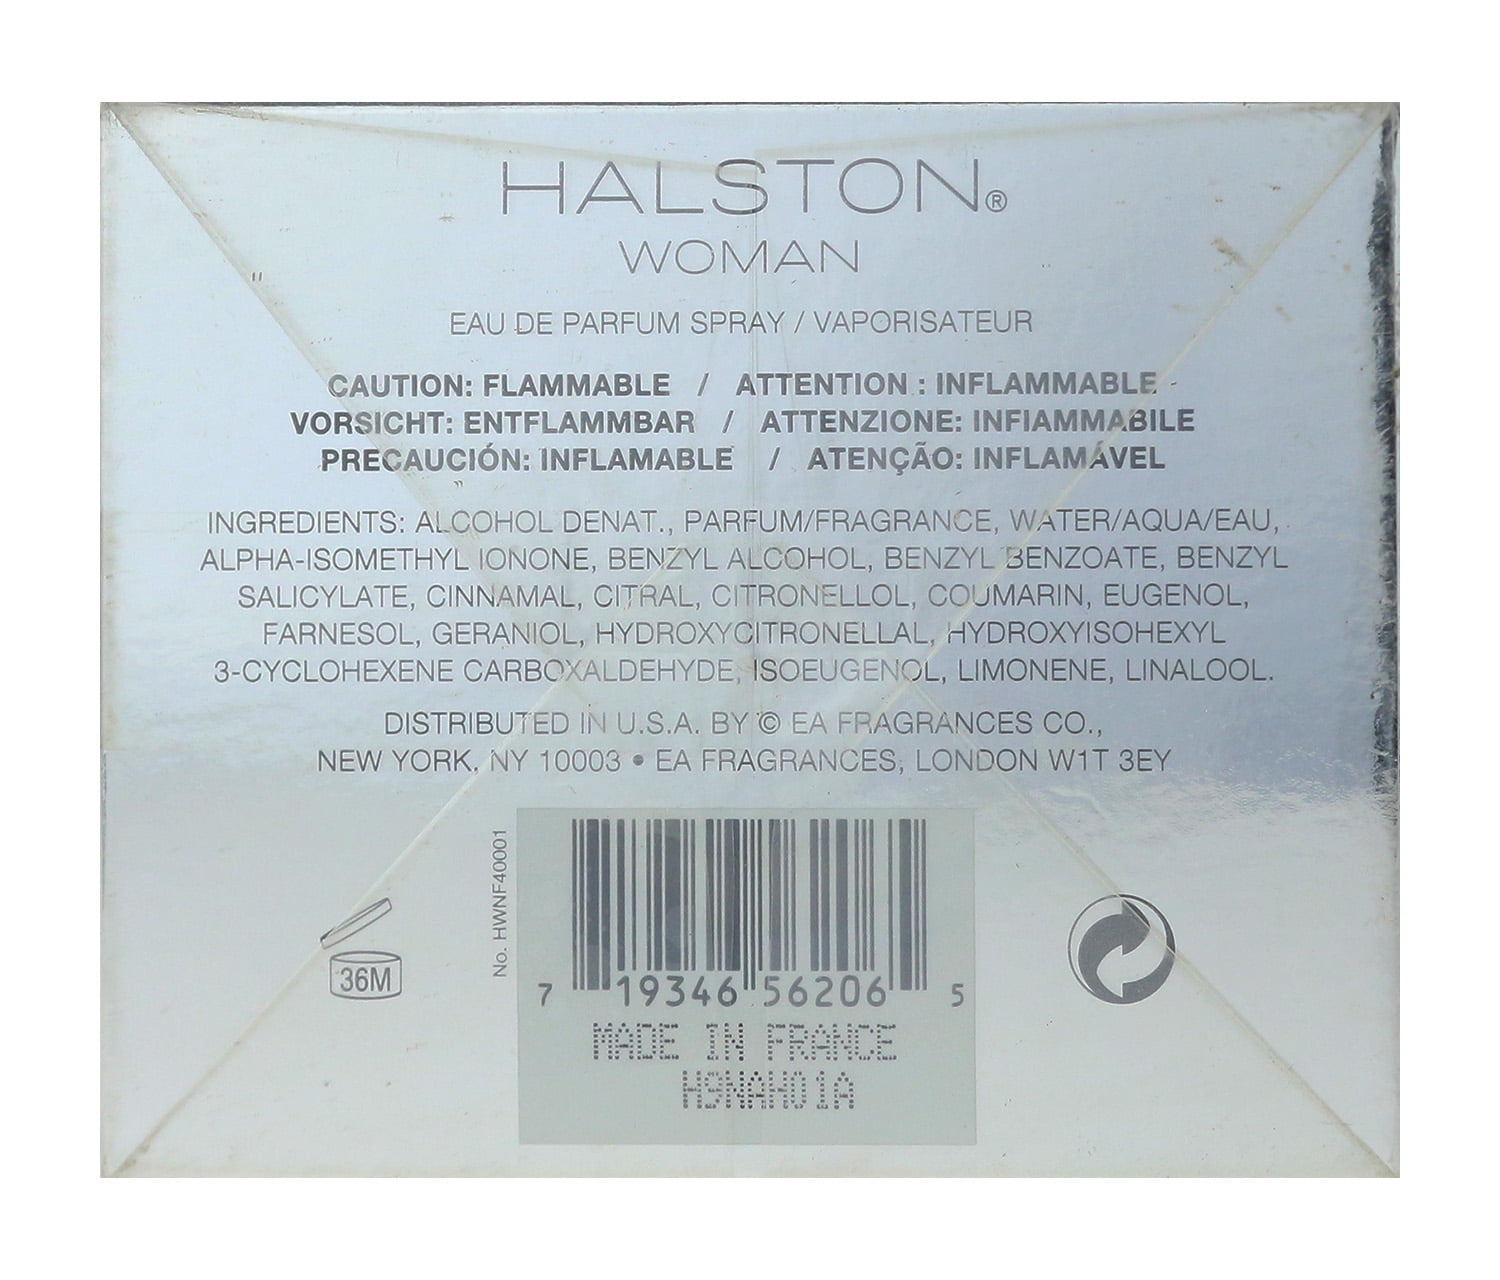 HALSTON®
WOMAN
EAU DE PARFUM SPRAY / VAPORISATEUR
CAUTION: FLAMMABLE / ATTENTION : INFLAMMABLE
VORSICHT: ENTFLAMMBAR / ATTENZIONE: INFIAMMABILE
PRECAUCIÓN: INFLAMABLE / ATENÇÃO: INFLAMÁVEL
INGREDIENTS: ALCOHOL DENAT., PARFUM/FRAGRANCE, WATER/AQUA/EAU,
ALPHA-ISOMETHYL IONONE, BENZYL ALCOHOL, BENZYL BENZOATE, BENZYL
SALICYLATE, CINNAMAL, CITRAL, CITRONELLOL, COUMARIN, EUGENOL,
FARNESOL, GERANIOL, HYDROXYCITRONELLAL, HYDROXYISOHEXYL
3-CYCLOHEXENE CARBOXALDEHYDE, ISOEUGENOL, LIMONENE, LINALOOL.
DISTRIBUTED IN U.S.A. BY © EA FRAGRANCES CO.,
NEW YORK, NY 10003 • EA FRAGRANCES, LONDON W1T 3EY
36M
No. HWNF40001
7 19346 56206 5
MADE IN FRANCE
H9NAH01A